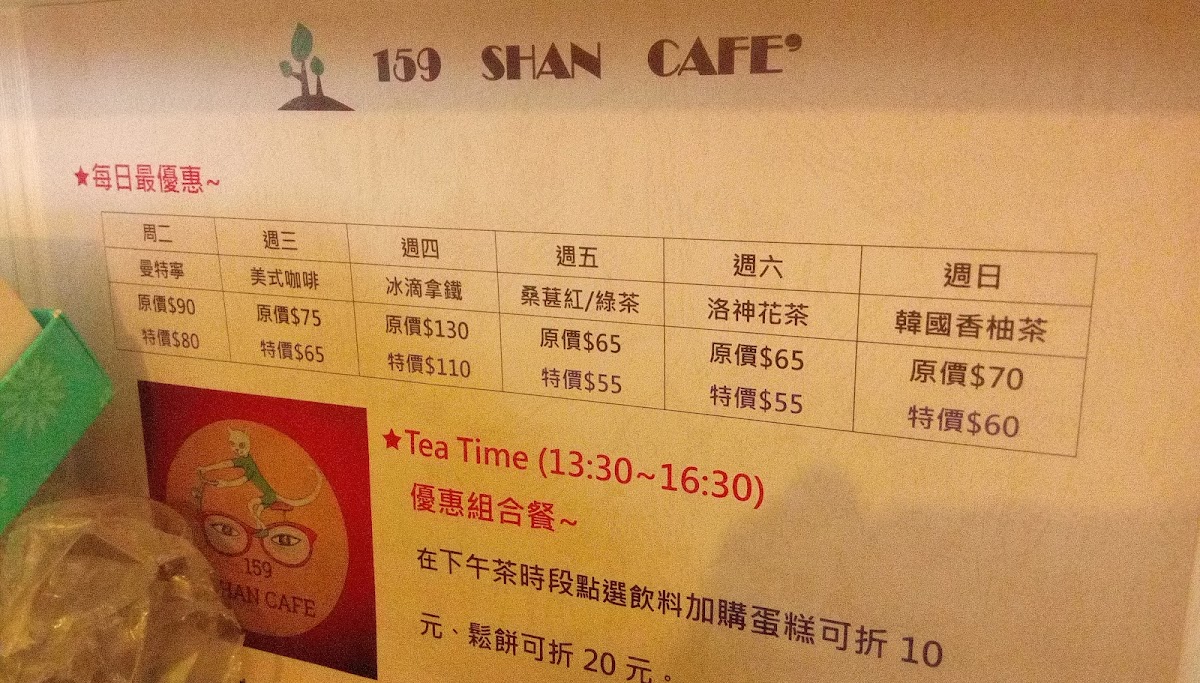 159 SHAN CAFE’
★每日最優惠~
周二 週三 週四 週五 週六 週日
曼特寧 美式咖啡 冰滴拿鐵 桑葚紅/綠茶 洛神花茶 韓國香柚茶
原價$90 原價$75 原價$130 原價$65 原價$65 原價$70
特價$80 特價$65 特價$110 特價$55 特價$55 特價$60
★Tea Time (13:30~16:30)
優惠組合餐~
在下午茶時段點選飲料加購蛋糕可折 10
元、鬆餅可折 20 元。
159
SHAN CAFE